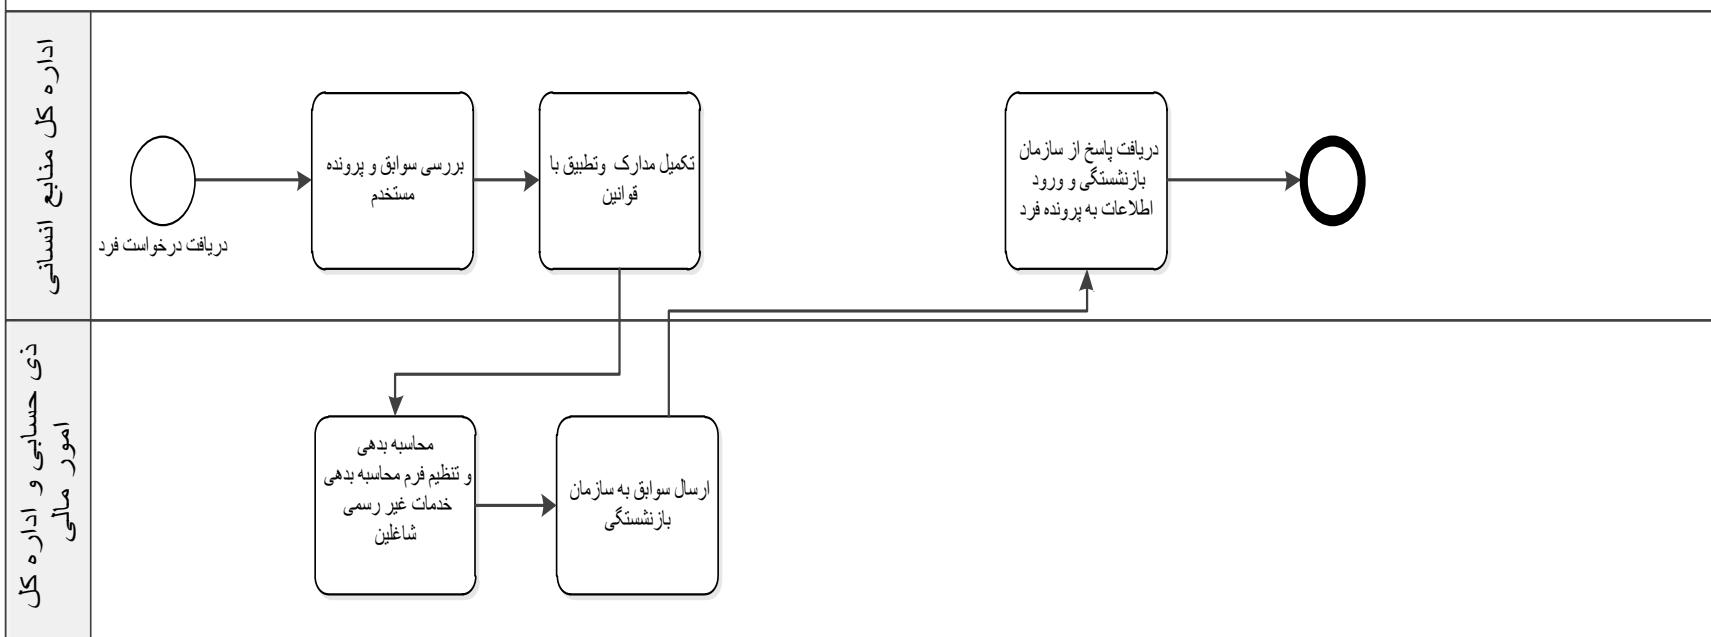 اداره کل منابع انسانی
دریافت درخواست فرد
بررسی سوابق و پرونده
مستخدم
تکمیل مدارک وتطبیق با
قوانین
دریافت پاسخ از سازمان
بازنشستگی و ورود
اطلاعات به پرونده فرد
ذی حسابی و اداره کل
امور مالی
محاسبه بدهی
و تنظیم فرم محاسبه بدهی
خدمات غیر رسمی
شاغلین
ارسال سوابق به سازمان
بازنشستگی